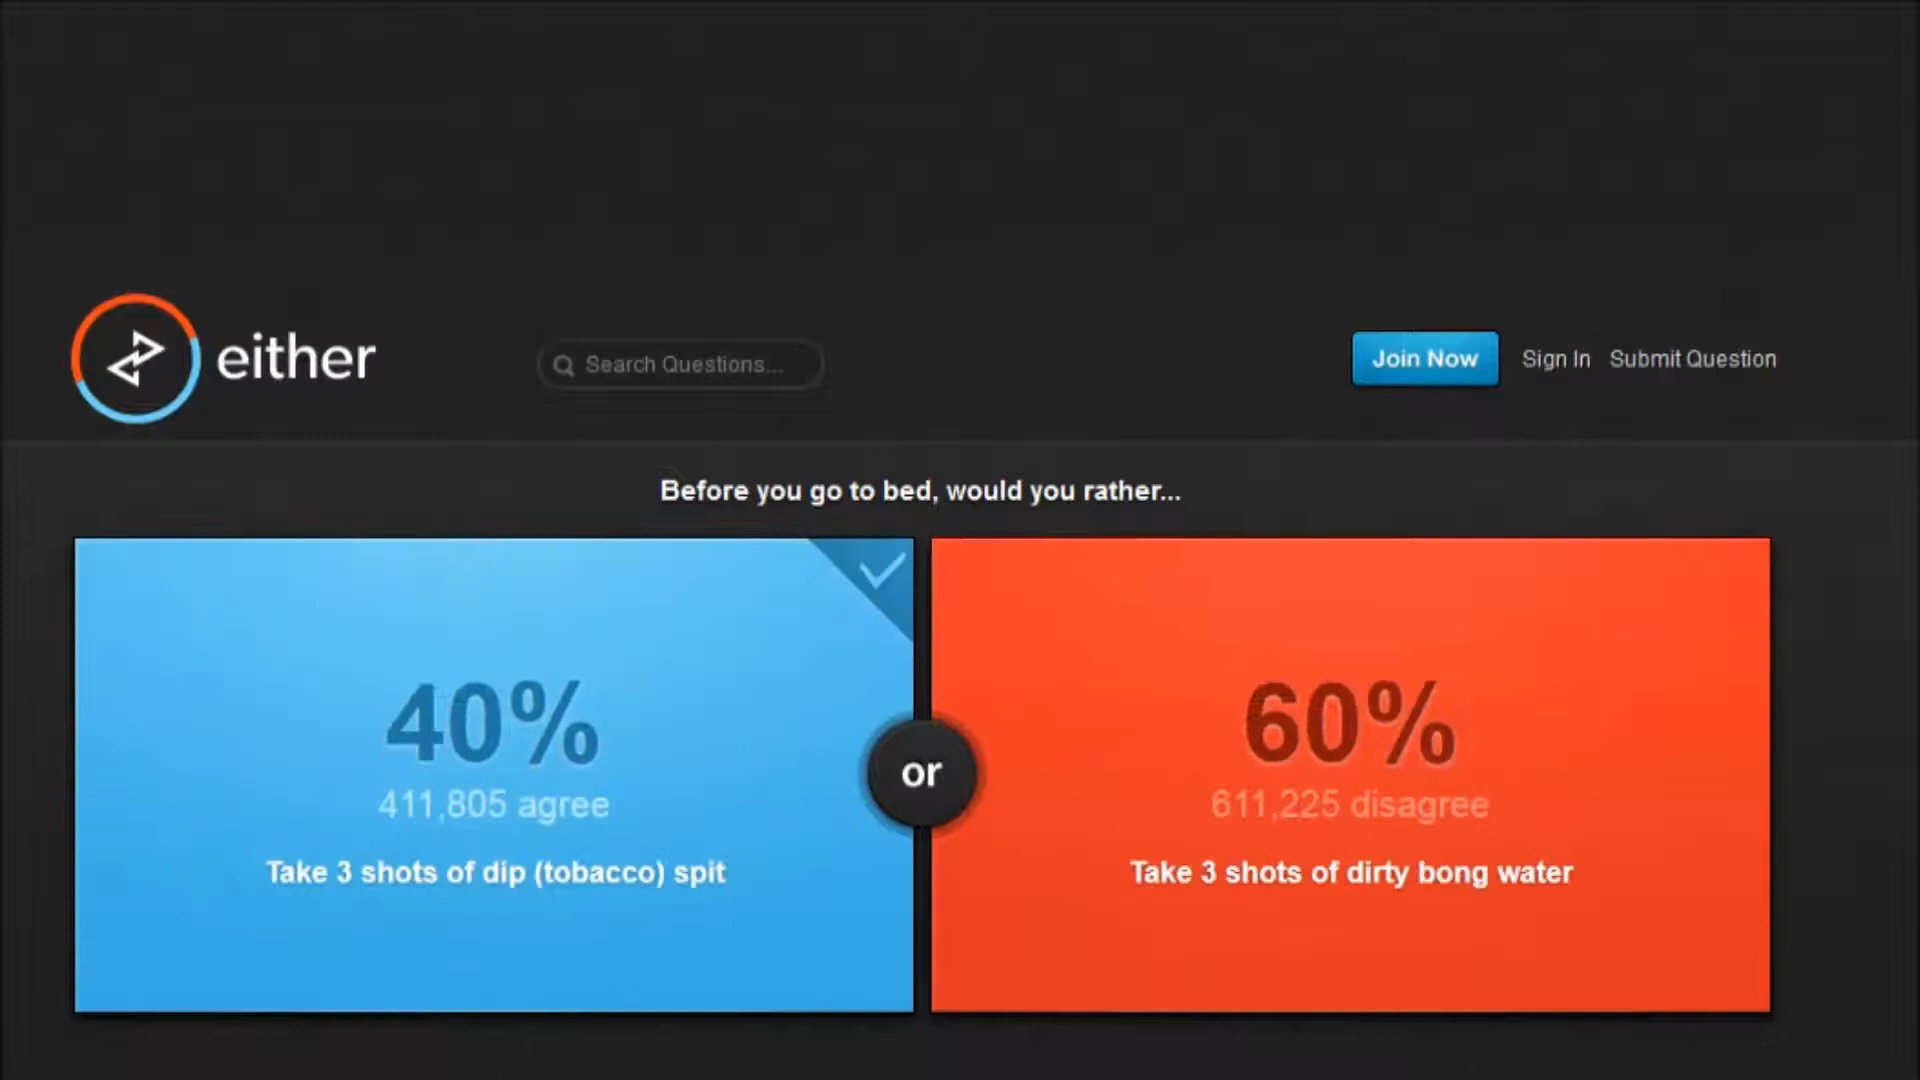 either
Search Questions...
Join Now
Sign In
Submit Question
Before you go to bed, would you rather...
40%
411,805 agree
Take 3 shots of dip (tobacco) spit
or
60%
611,225 disagree
Take 3 shots of dirty bong water